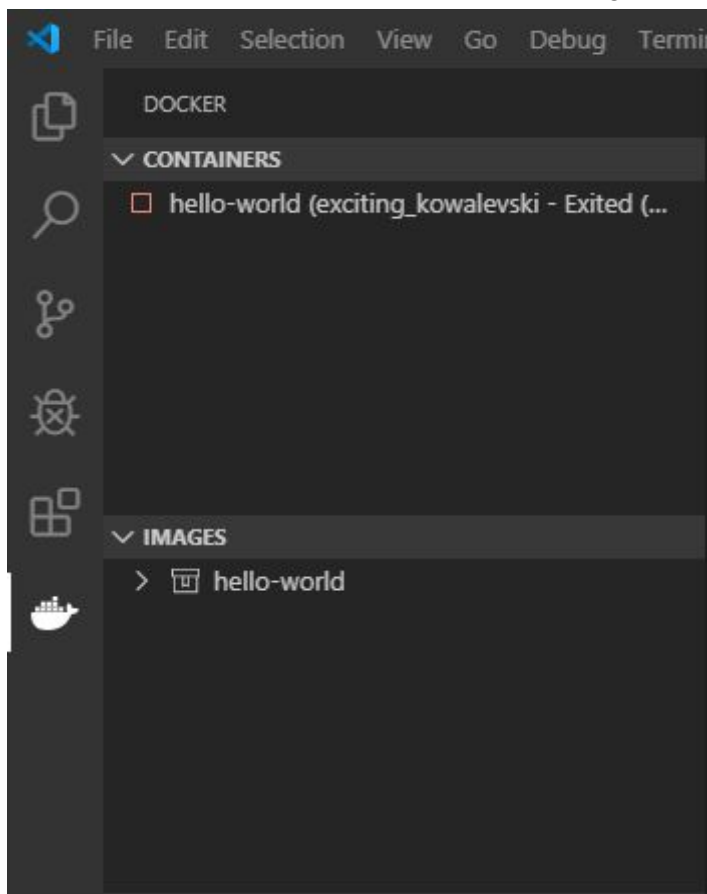 File Edit Selection View Go Debug
DOCKER
CONTAINERS
hello-world (exciting_kowalevski - Exited (...
IMAGES
hello-world